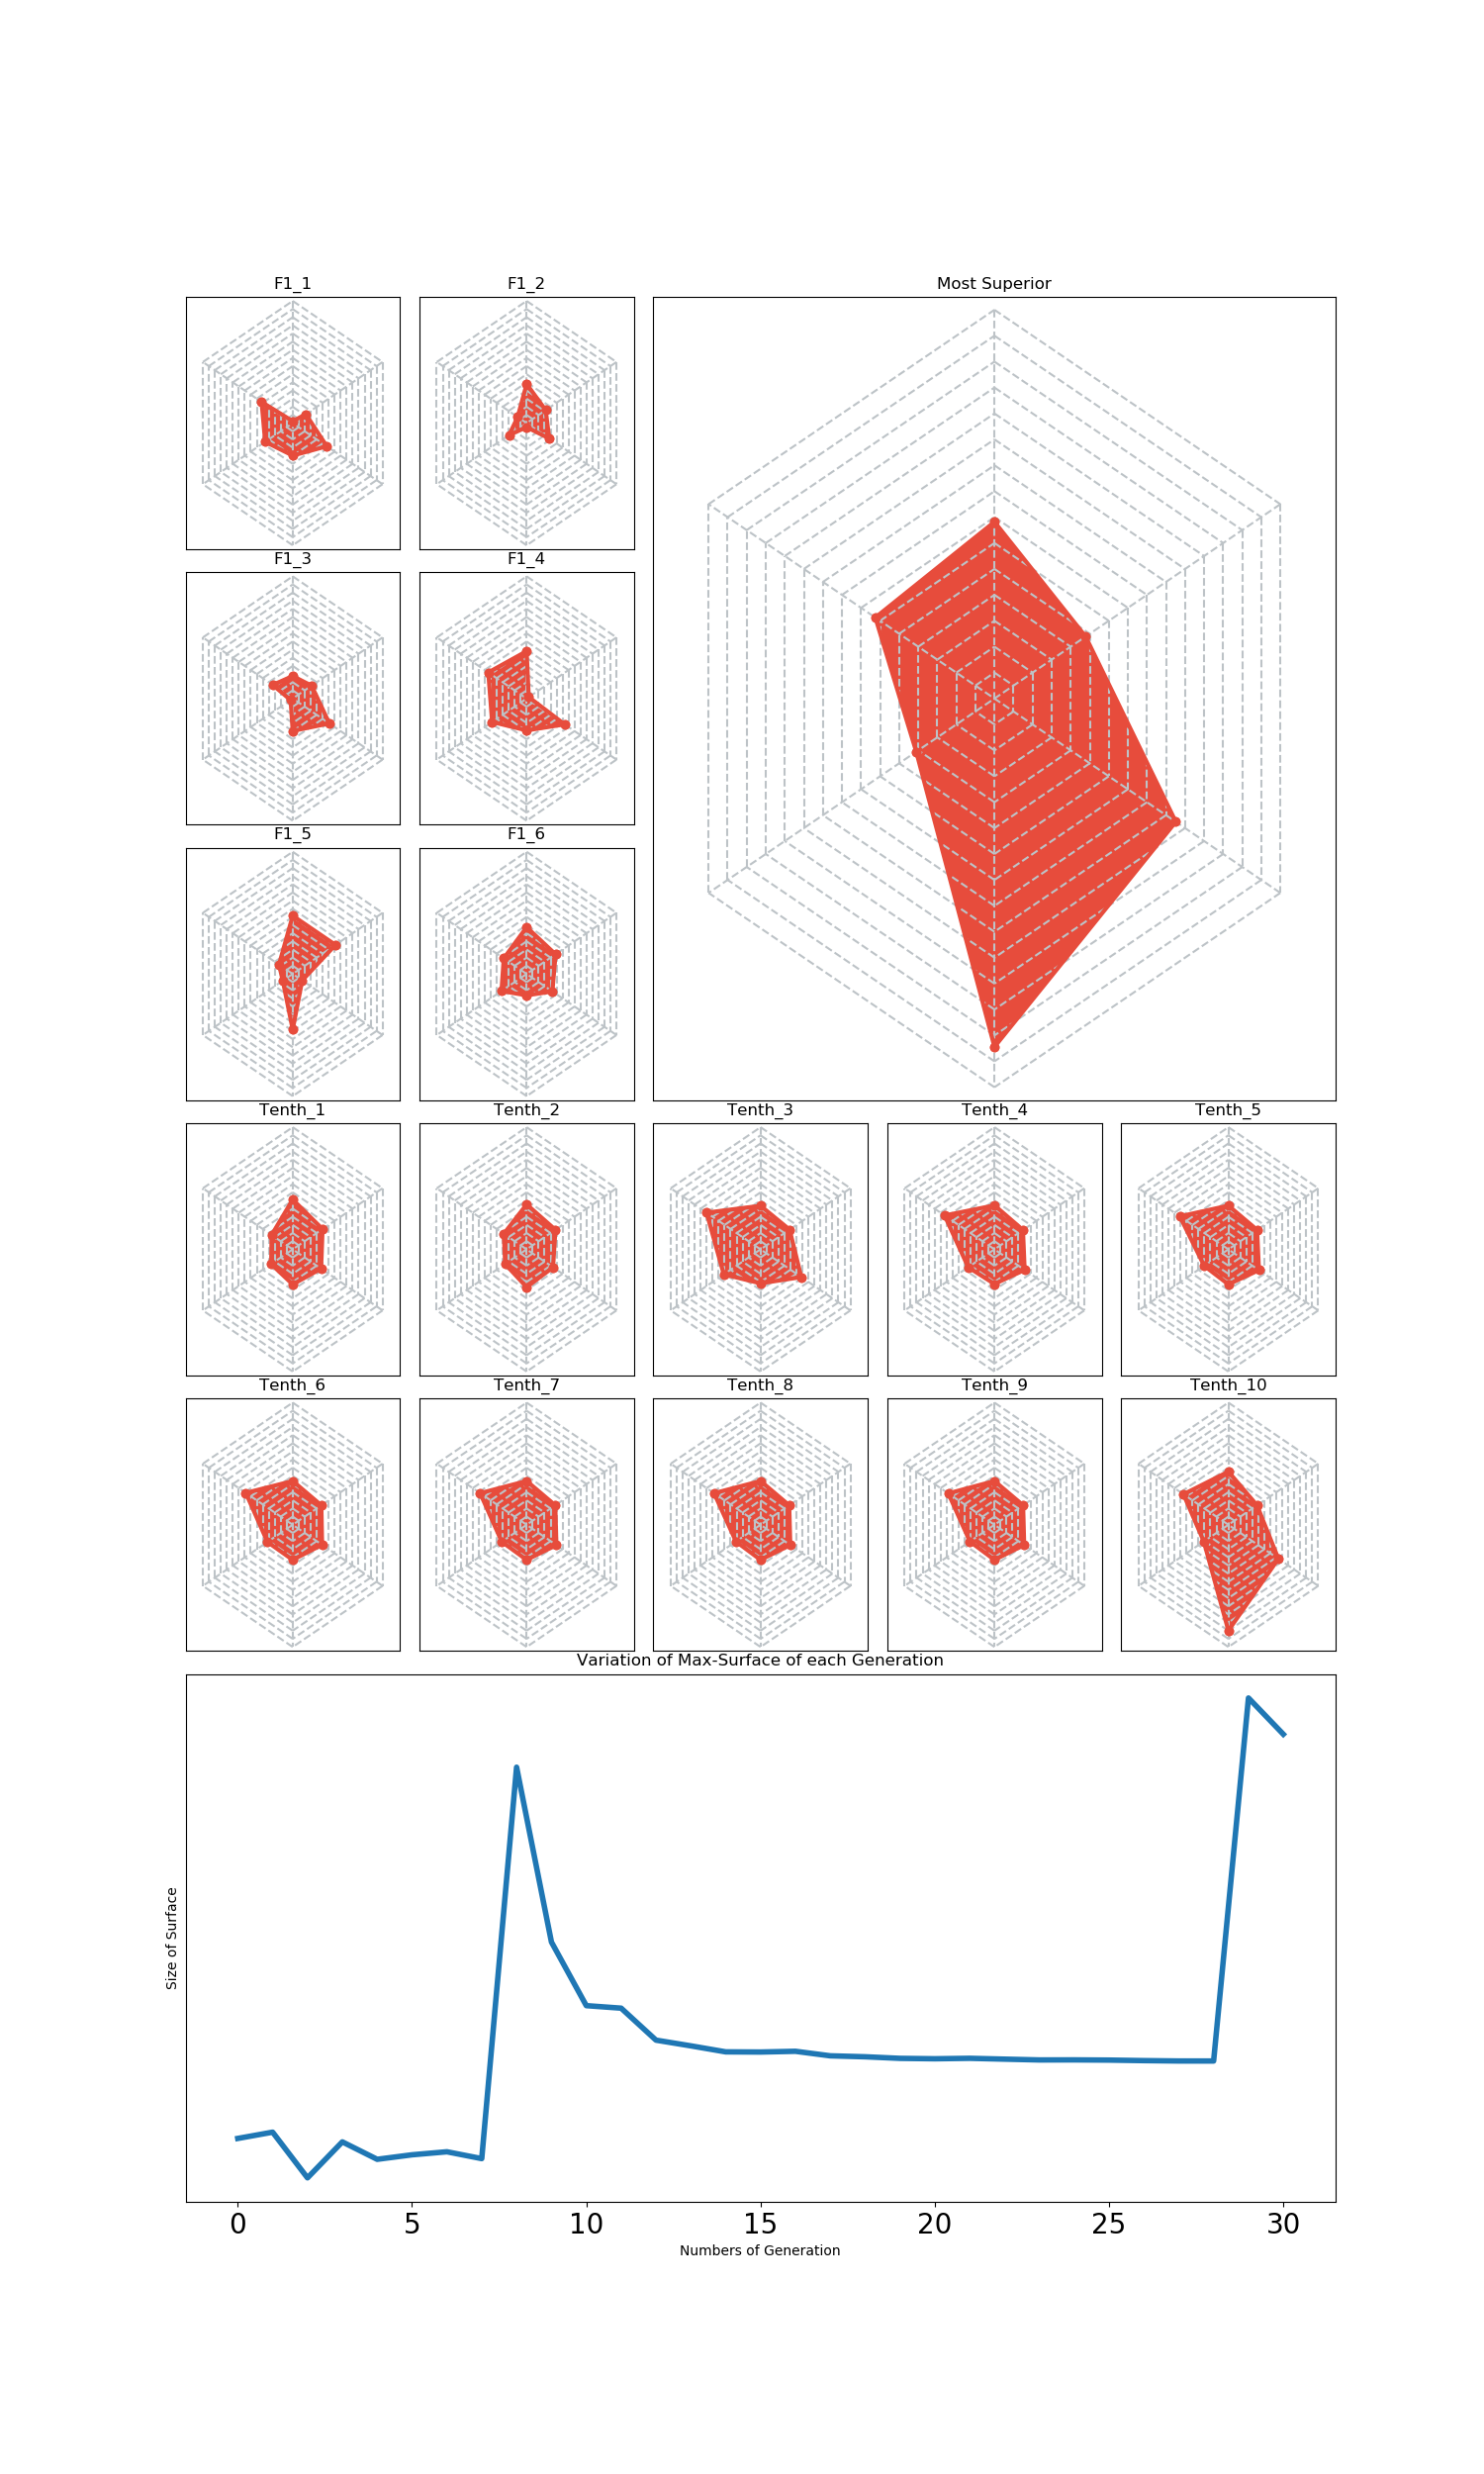 F1_1
F1_2
Most Superior
F1_3
F1_4
F1_5
F1_6
Tenth_1
Tenth_2
Tenth_3
Tenth_4
Tenth_5
Tenth_6
Tenth_7
Tenth_8
Tenth_9
Tenth_10
Variation of Max-Surface of each Generation
Size of Surface
0 5 10 15 20 25 30
Numbers of Generation